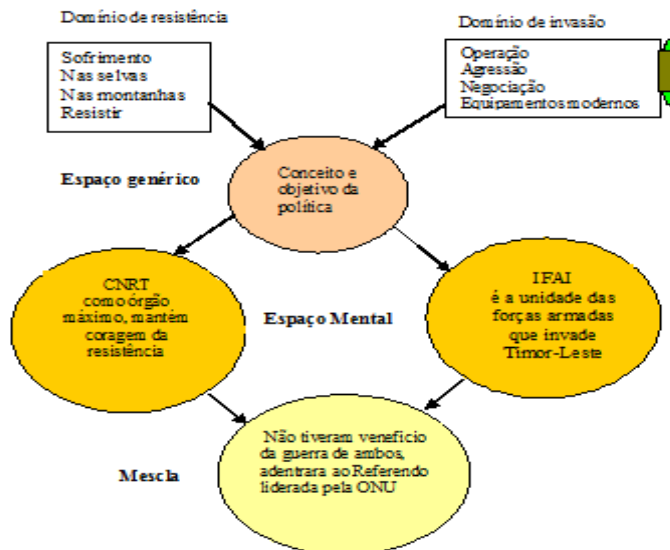 Domínio de resistência
Domínio de invasão
Sofrimento
Nas selvas
Nas montanhas
Resistir
Operação
Agressão
Negociação
Equipamentos modernos
Espaço genérico
Conceito e
objetivo da
política
CNRT
como órgão
máximo, mantém
coragem da
resistência
Espaço Mental
IFAI
é a unidade das
forças armadas
que invade
Timor-Leste
Mescla
Não tiveram venefício
da guerra de ambos,
adentrara ao Referendo
liderada pela ONU